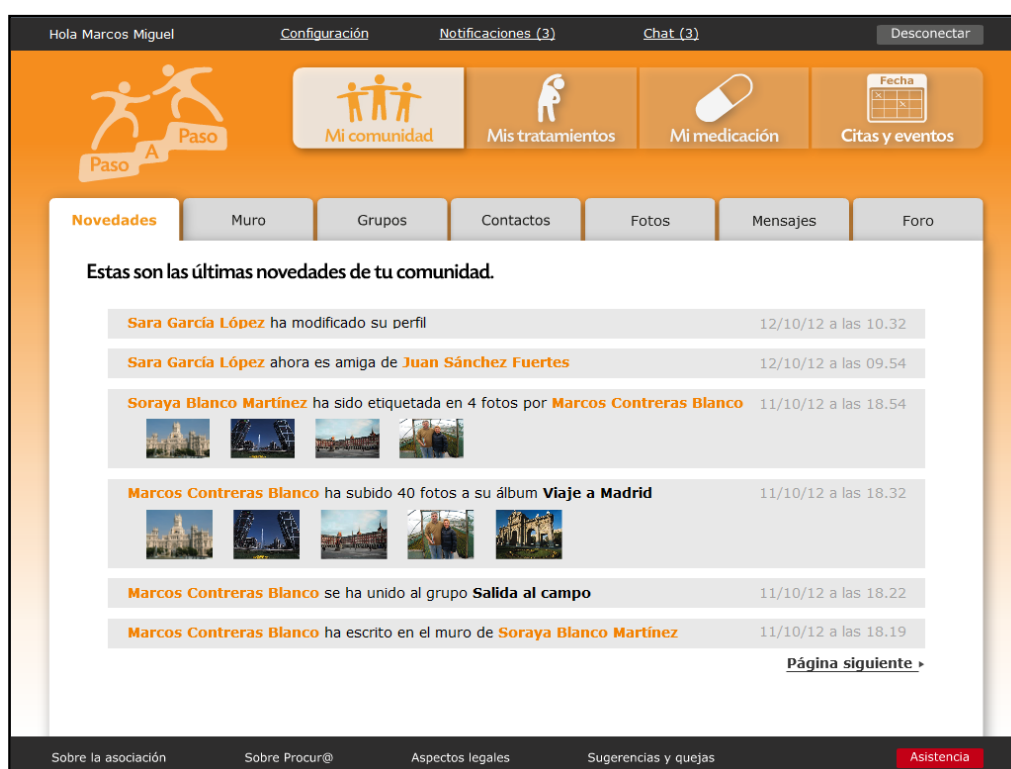 Hola Marcos Miguel Configuración Notificaciones (3) Chat (3) Desconectar
Paso A Paso
Mi comunidad Mis tratamientos Mi medicación Fecha Citas y eventos
Novedades Muro Grupos Contactos Fotos Mensajes Foro
Estas son las últimas novedades de tu comunidad.
Sara García López ha modificado su perfil 12/10/12 a las 10.32
Sara García López ahora es amiga de Juan Sánchez Fuertes 12/10/12 a las 09.54
Soraya Blanco Martínez ha sido etiquetada en 4 fotos por Marcos Contreras Blanco 11/10/12 a las 18.54
Marcos Contreras Blanco ha subido 40 fotos a su álbum Viaje a Madrid 11/10/12 a las 18.32
Marcos Contreras Blanco se ha unido al grupo Salida al campo 11/10/12 a las 18.22
Marcos Contreras Blanco ha escrito en el muro de Soraya Blanco Martínez 11/10/12 a las 18.19
Página siguiente
Sobre la asociación Sobre Procur@ Aspectos legales Sugerencias y quejas Asistencia